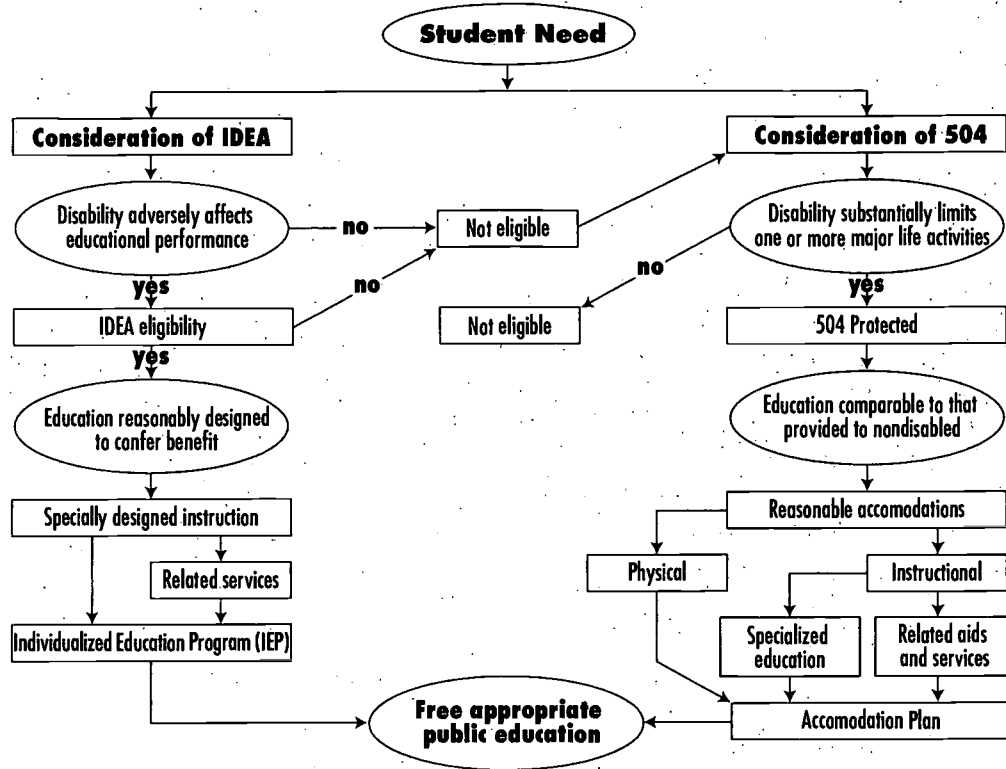 Student Need
Consideration of IDEA
Consideration of 504
Disability adversely affects
educational performance
no
Not eligible
Disability substantially limits
one or more major life activities
yes
no
no
yes
IDEA eligibility
Not eligible
504 Protected
yes
Education reasonably designed
to confer benefit
Education comparable to that
provided to nondisabled
Specially designed instruction
Reasonable accomodations
Related services
Physical
Instructional
Individualized Education Program (IEP)
Specialized
education
Related aids
and services
Free appropriate
public education
Accomodation Plan